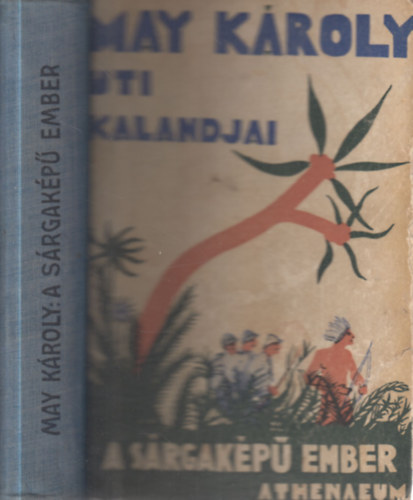 MAY KÁROLY: A SÁRGAKÉPŰ EMBER
MAY KÁROLY
UTI
KALANDJAI
A SÁRGAKÉPŰ EMBER
ATHENAEUM